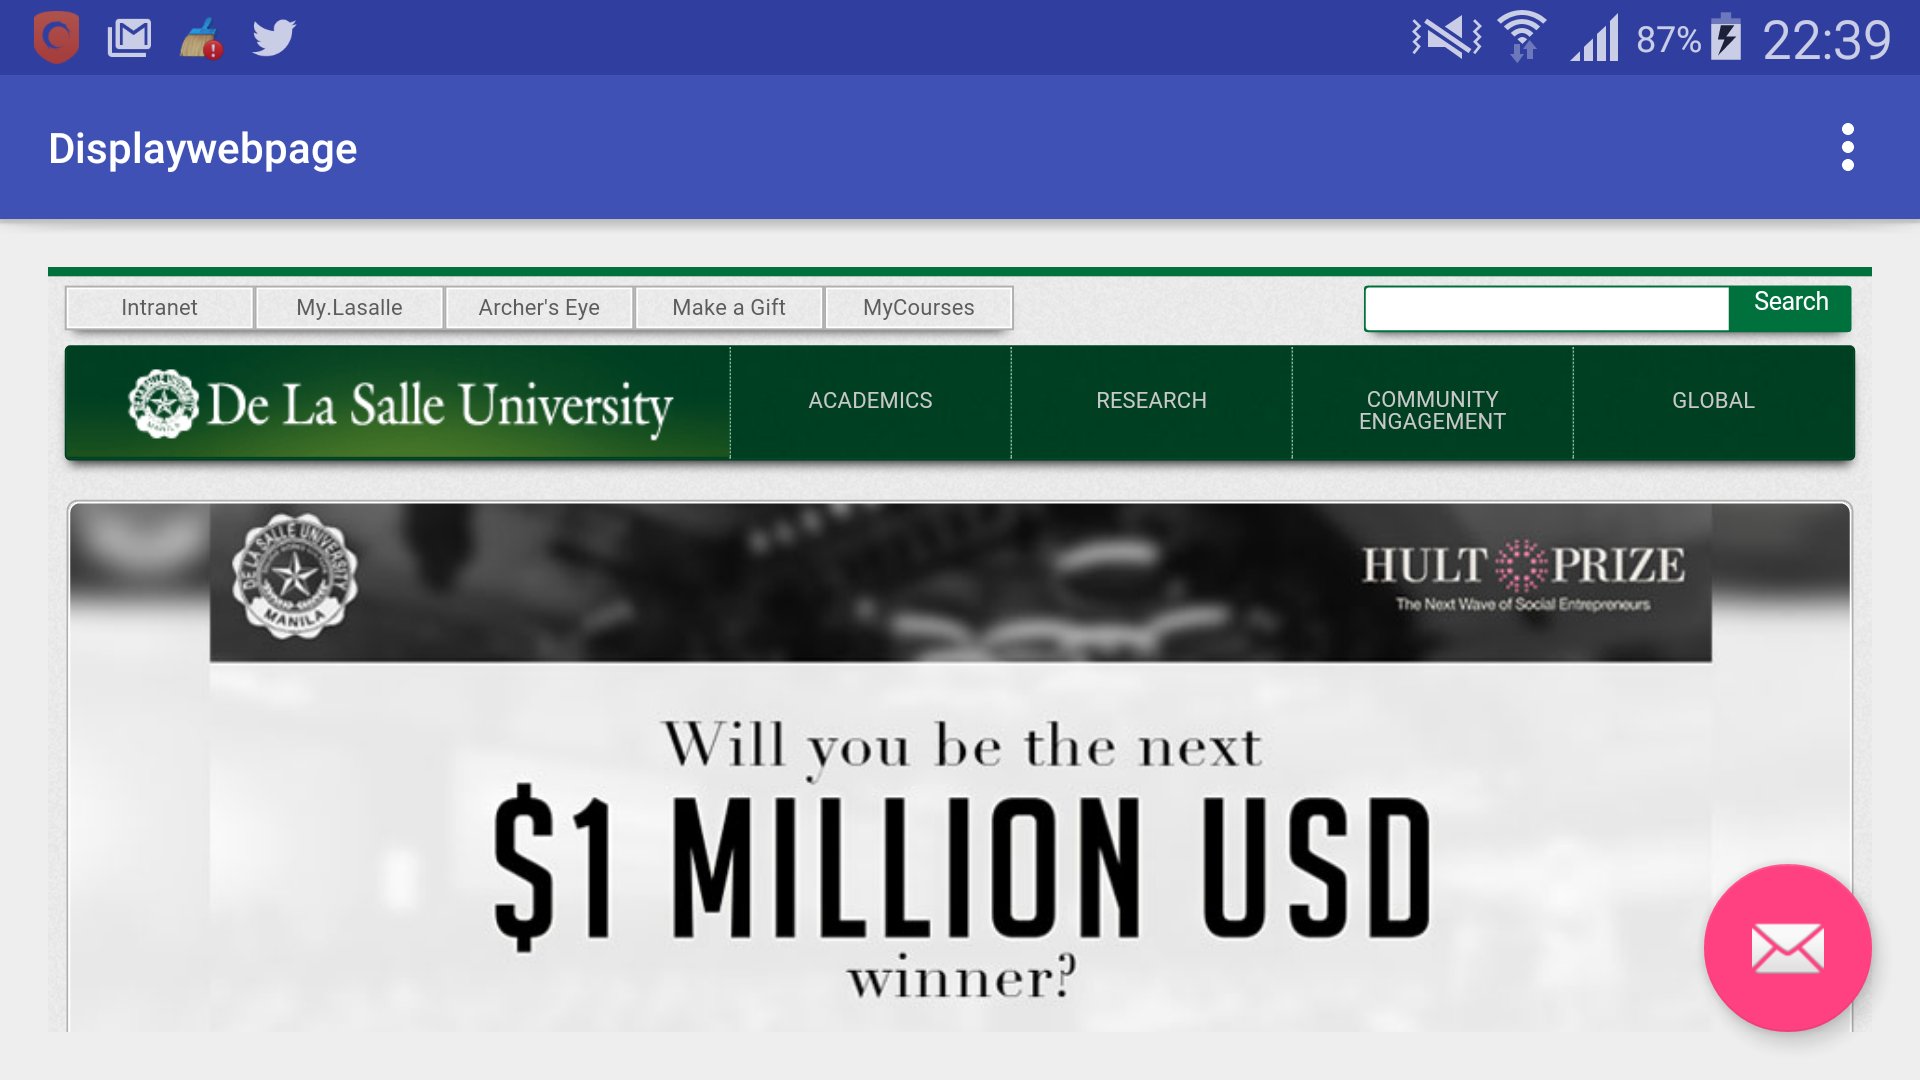 87% 22:39
Displaywebpage
Intranet My.Lasalle Archer's Eye Make a Gift MyCourses Search
De La Salle University ACADEMICS RESEARCH COMMUNITY ENGAGEMENT GLOBAL
DE LA SALLE UNIVERSITY
MANILA
HULT PRIZE
The Next Wave of Social Entrepreneurs
Will you be the next
$1 MILLION USD
winner?